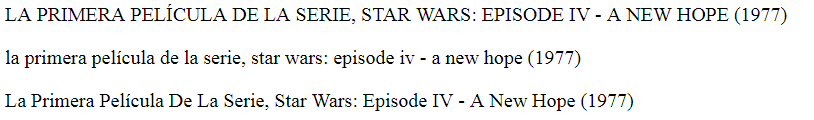 LA PRIMERA PELÍCULA DE LA SERIE, STAR WARS: EPISODE IV - A NEW HOPE (1977)
la primera película de la serie, star wars: episode iv - a new hope (1977)
La Primera Película De La Serie, Star Wars: Episode IV - A New Hope (1977)